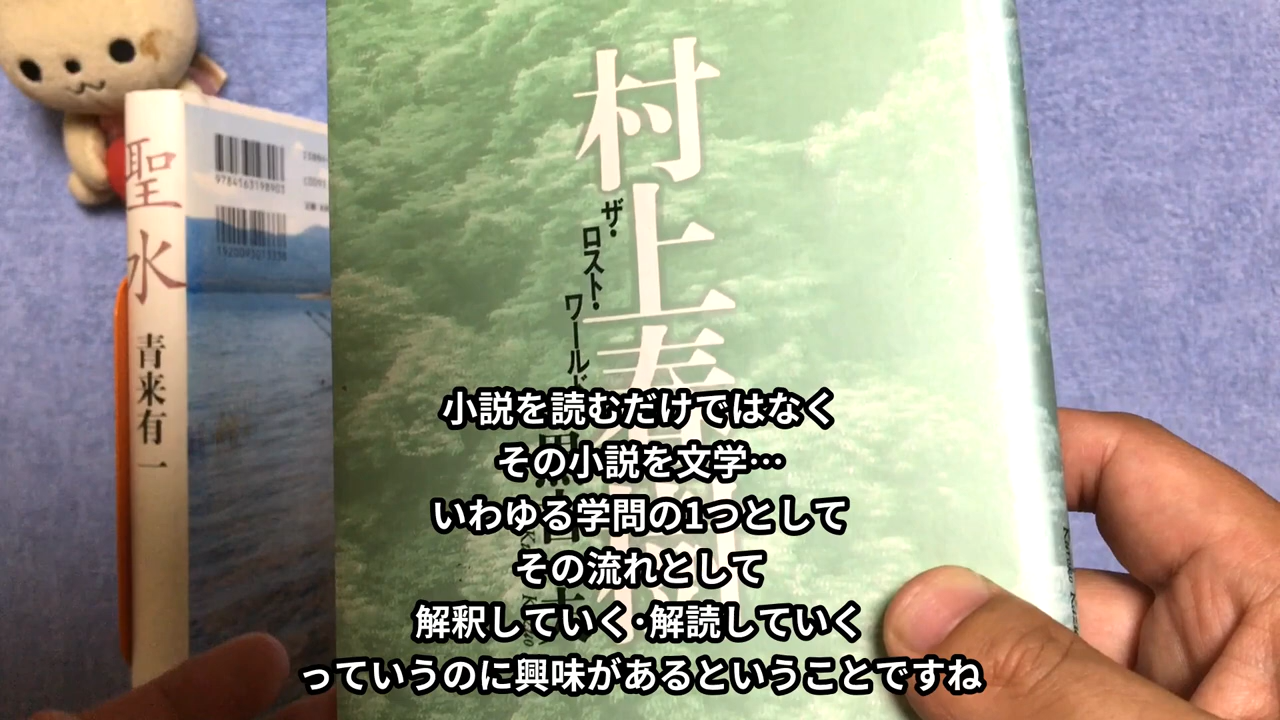 聖水
青来有一
9784163198903
村上春樹
ザ・
ロスト・
ワールド
小説を読むだけではなく
その小説を文学…
いわゆる学問の1つとして
その流れとして
解釈していく・解読していく
っていうのに興味があるということですね